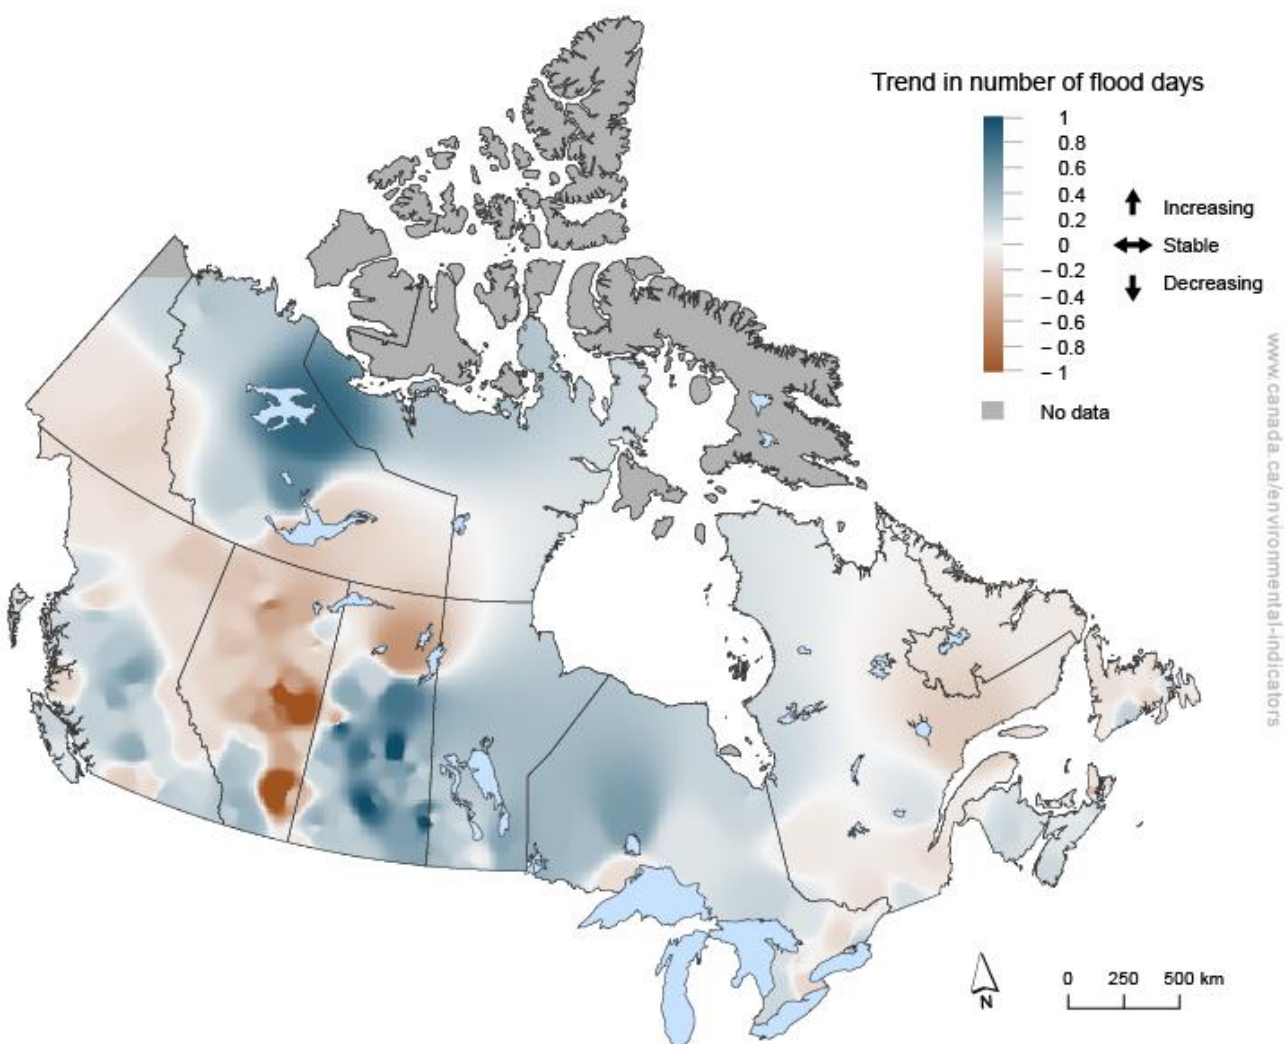 Trend in number of flood days
1
0.8
0.6
0.4
0.2
0
– 0.2
– 0.4
– 0.6
– 0.8
– 1
Increasing
Stable
Decreasing
No data
www.canada.ca/environmental-indicators
N
0 250 500 km